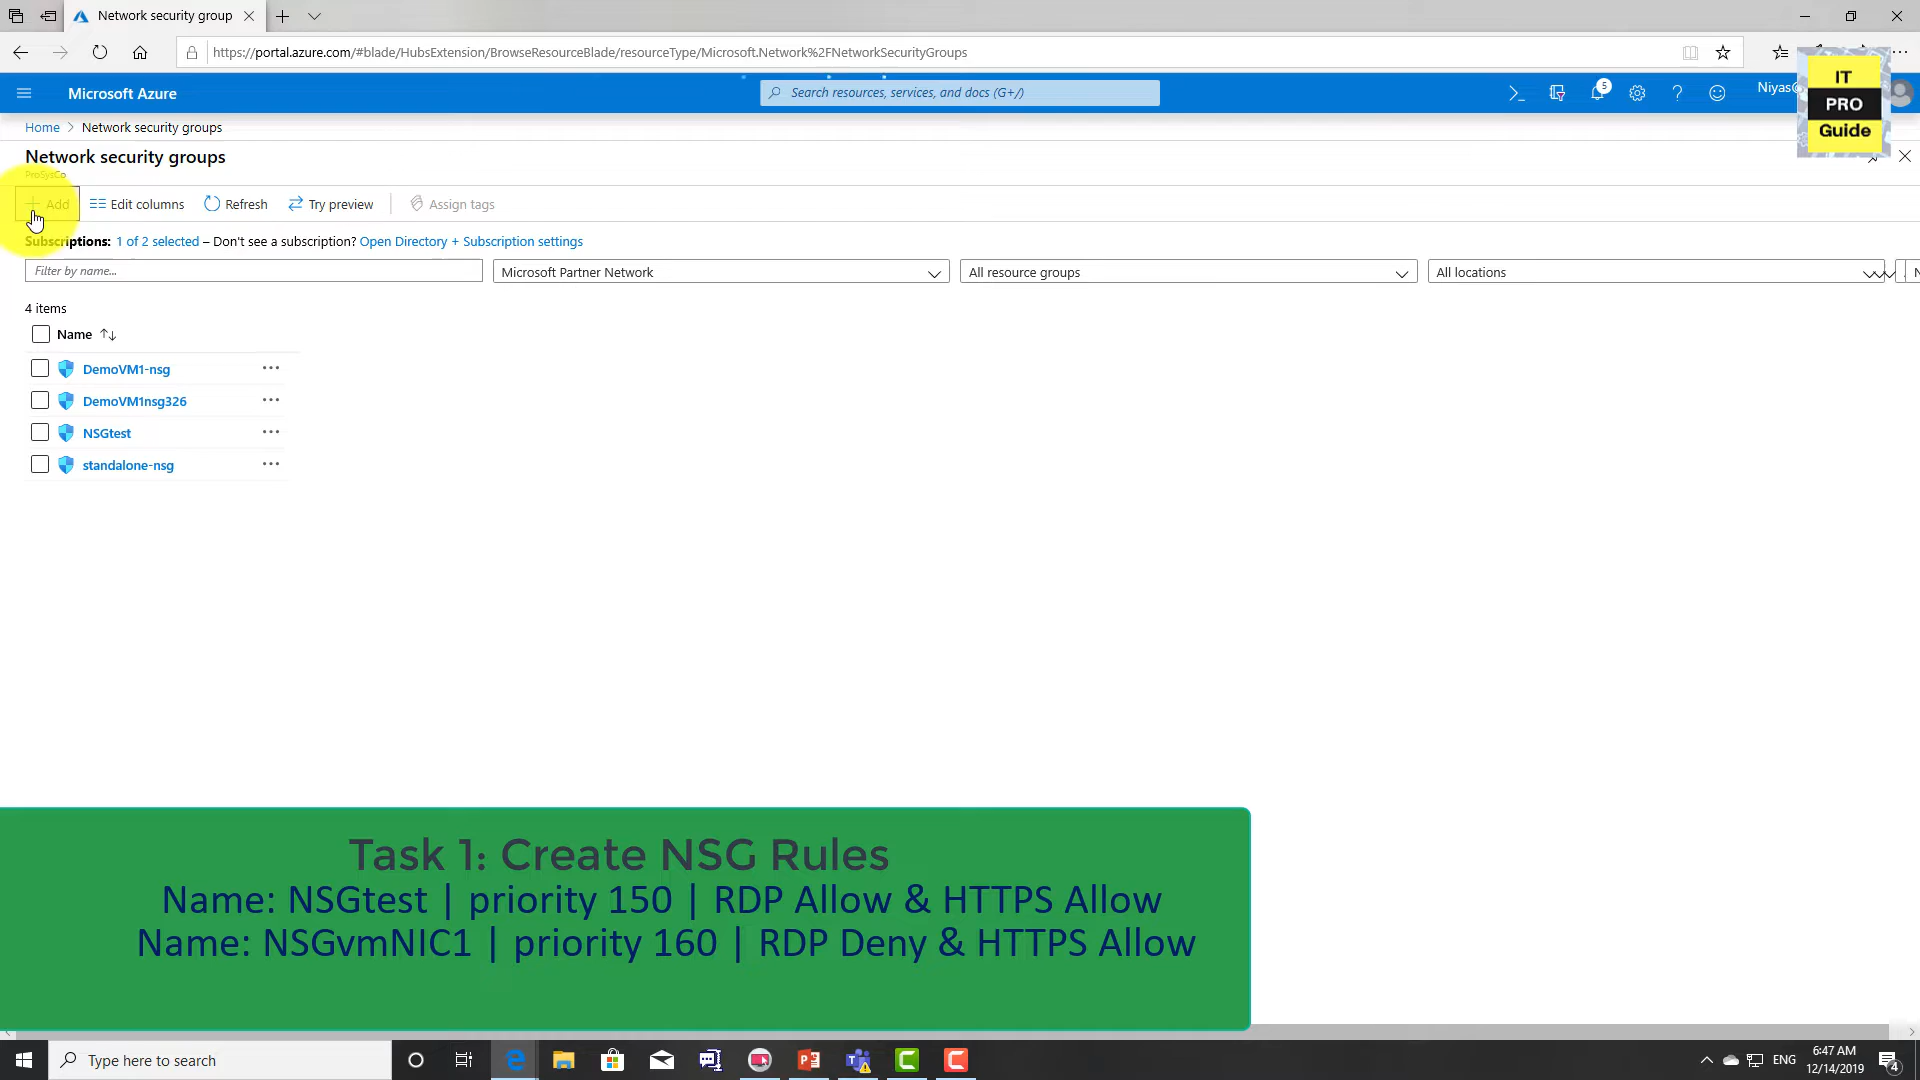 Network security group
https://portal.azure.com/#blade/HubsExtension/BrowseResourceBlade/resourceType/Microsoft.Network%2FNetworkSecurityGroups
Microsoft Azure
Search resources, services, and docs (G+/)
5
Niyas@
IT
PRO
Guide
Home > Network security groups
Network security groups
ProSysCo
+ Add
Edit columns
Refresh
Try preview
Assign tags
Subscriptions: 1 of 2 selected – Don't see a subscription? Open Directory + Subscription settings
Filter by name...
Microsoft Partner Network
All resource groups
All locations
4 items
Name
DemoVM1-nsg
DemoVM1nsg326
NSGtest
standalone-nsg
Task 1: Create NSG Rules
Name: NSGtest | priority 150 | RDP Allow & HTTPS Allow
Name: NSGvmNIC1 | priority 160 | RDP Deny & HTTPS Allow
Type here to search
ENG
6:47 AM
12/14/2019
4